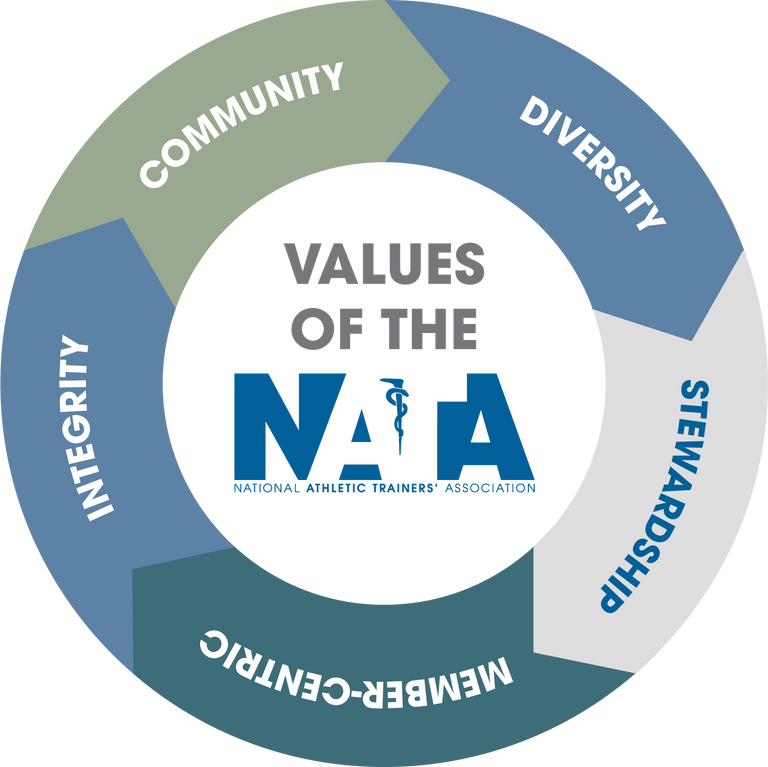 VALUES
OF THE
NATA
NATIONAL ATHLETIC TRAINERS' ASSOCIATION
COMMUNITY
DIVERSITY
STEWARDSHIP
MEMBER-CENTRIC
INTEGRITY